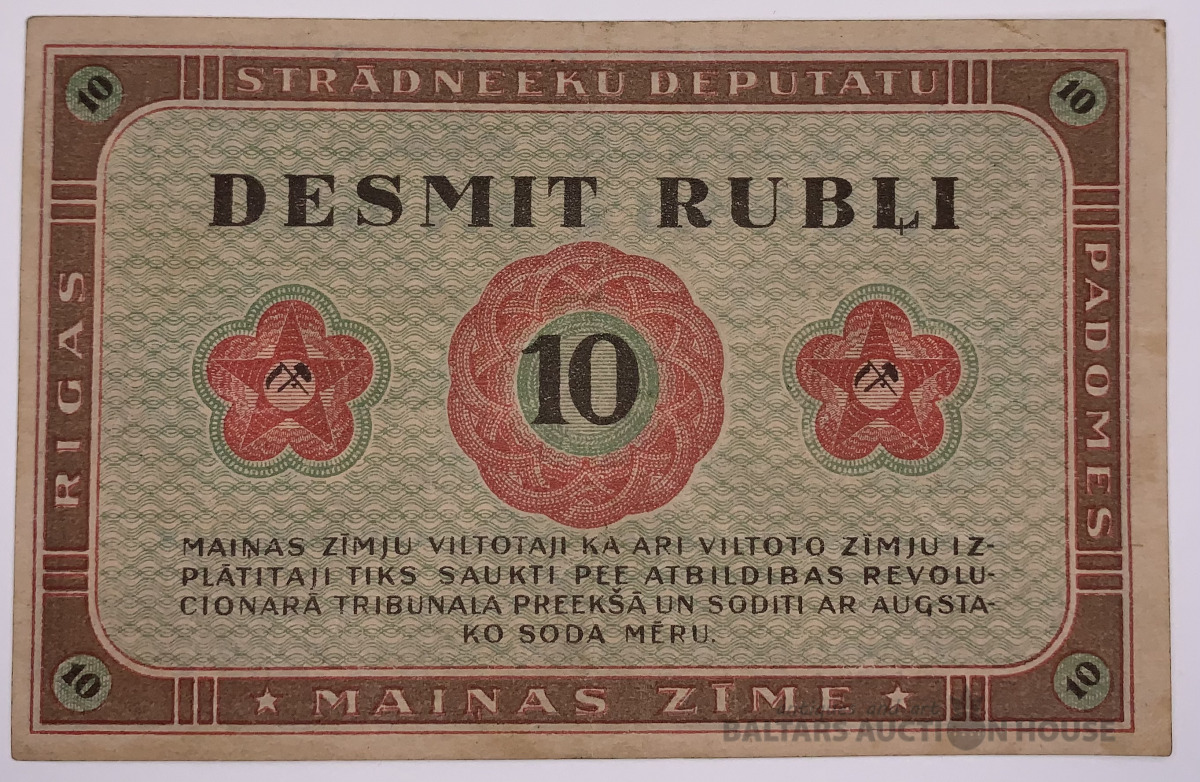 10 STRĀDNEEKU DEPUTATU 10
DESMIT RUBĻI
RIGAS
PADOMES
10
MAIŅAS ZĪMJU VILTOTAJI KA ARI VILTOTO ZĪMJU IZ-
PLĀTITAJI TIKS SAUKTI PEE ATBILDIBAS REVOLU-
CIONARĀ TRIBUNALA PREEKŠĀ UN SODITI AR AUGSTA-
KO SODA MĒRU.
10 ★ MAIŅAS ZĪME ★ 10
BALTARS AUCTION HOUSE